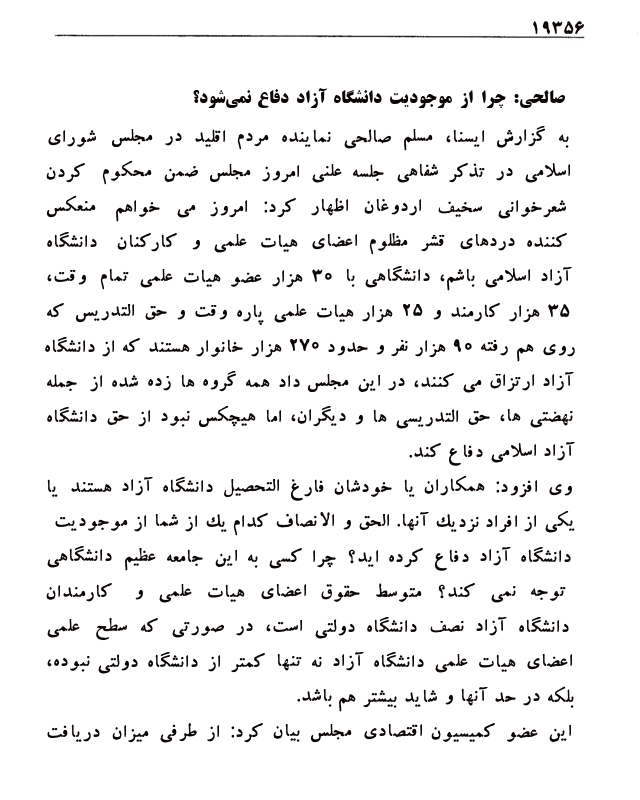 ۱۹۳۵۶
صالحی: چرا از موجودیت دانشگاه آزاد دفاع نمی‌شود؟
به گزارش ایسنا، مسلم صالحی نماینده مردم اقلید در مجلس شورای
اسلامی در تذکر شفاهی جلسه علنی امروز مجلس ضمن محکوم کردن
شعرخوانی سخیف اردوغان اظهار کرد: امروز می خواهم منعکس
کننده دردهای قشر مظلوم اعضای هیات علمی و کارکنان دانشگاه
آزاد اسلامی باشم، دانشگاهی با ۳۰ هزار عضو هیات علمی تمام وقت،
۳۵ هزار کارمند و ۲۵ هزار هیات علمی پاره وقت و حق التدریس که
روی هم رفته ۹۰ هزار نفر و حدود ۲۷۰ هزار خانوار هستند که از دانشگاه
آزاد ارتزاق می کنند، در این مجلس داد همه گروه ها زده شده از جمله
نهضتی ها، حق التدریسی ها و دیگران، اما هیچکس نبود از حق دانشگاه
آزاد اسلامی دفاع کند.
وی افزود: همکاران یا خودشان فارغ التحصیل دانشگاه آزاد هستند یا
یکی از افراد نزدیك آنها. الحق و الانصاف کدام یك از شما از موجودیت
دانشگاه آزاد دفاع کرده اید؟ چرا کسی به این جامعه عظیم دانشگاهی
توجه نمی کند؟ متوسط حقوق اعضای هیات علمی و کارمندان
دانشگاه آزاد نصف دانشگاه دولتی است، در صورتی که سطح علمی
اعضای هیات علمی دانشگاه آزاد نه تنها کمتر از دانشگاه دولتی نبوده،
بلکه در حد آنها و شاید بیشتر هم باشد.
این عضو کمیسیون اقتصادی مجلس بیان کرد: از طرفی میزان دریافت